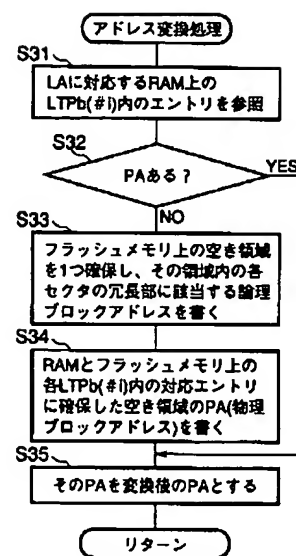 アドレス変換処理
S31
LAに対応するRAM上の
LTPb(#i)内のエントリを参照
S32
PAある?
YES
NO
S33
フラッシュメモリ上の空き領域
を1つ確保し、その領域内の各
セクタの冗長部に該当する論理
ブロックアドレスを書く
S34
RAMとフラッシュメモリ上の
各LTPb(#i)内の対応エントリ
に確保した空き領域のPA(物理
ブロックアドレス)を書く
S35
そのPAを変換後のPAとする
リターン